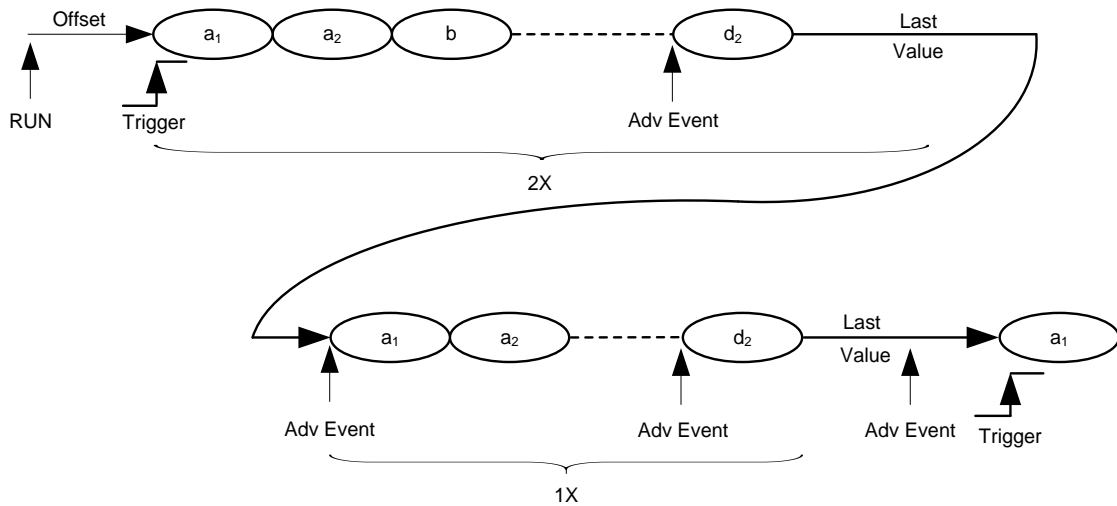 Offset
a₁
a₂
b
d₂
Last
Value
RUN
Trigger
Adv Event
2X
a₁
a₂
d₂
Last
Value
a₁
Adv Event
Adv Event
Adv Event
Trigger
1X